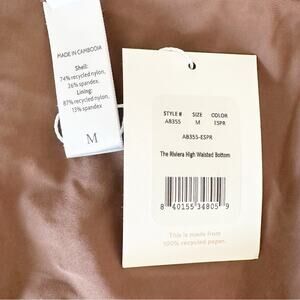 MADE IN CAMBODIA
Shell:
74% recycled nylon,
26% spandex
Lining:
87% recycled nylon,
13% spandex
M
STYLE # SIZE COLOR
AB355 M ESPR
AB355-ESPR
The Riviera High Waisted Bottom
8 40155 34805 9
This is made from
100% recycled paper.